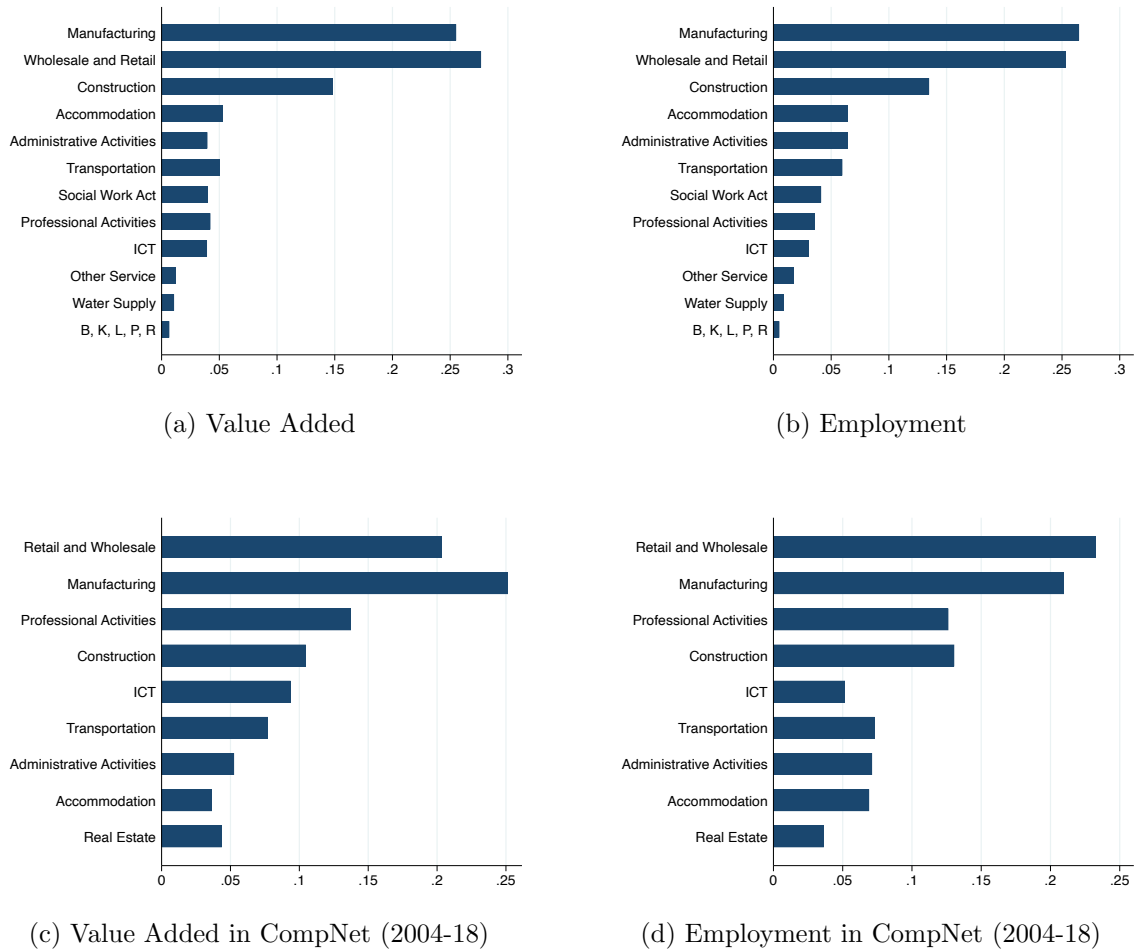 Manufacturing
Wholesale and Retail
Construction
Accommodation
Administrative Activities
Transportation
Social Work Act
Professional Activities
ICT
Other Service
Water Supply
B, K, L, P, R
0 .05 .1 .15 .2 .25 .3
(a) Value Added
Manufacturing
Wholesale and Retail
Construction
Accommodation
Administrative Activities
Transportation
Social Work Act
Professional Activities
ICT
Other Service
Water Supply
B, K, L, P, R
0 .05 .1 .15 .2 .25 .3
(b) Employment
Retail and Wholesale
Manufacturing
Professional Activities
Construction
ICT
Transportation
Administrative Activities
Accommodation
Real Estate
0 .05 .1 .15 .2 .25
(c) Value Added in CompNet (2004-18)
Retail and Wholesale
Manufacturing
Professional Activities
Construction
ICT
Transportation
Administrative Activities
Accommodation
Real Estate
0 .05 .1 .15 .2 .25
(d) Employment in CompNet (2004-18)